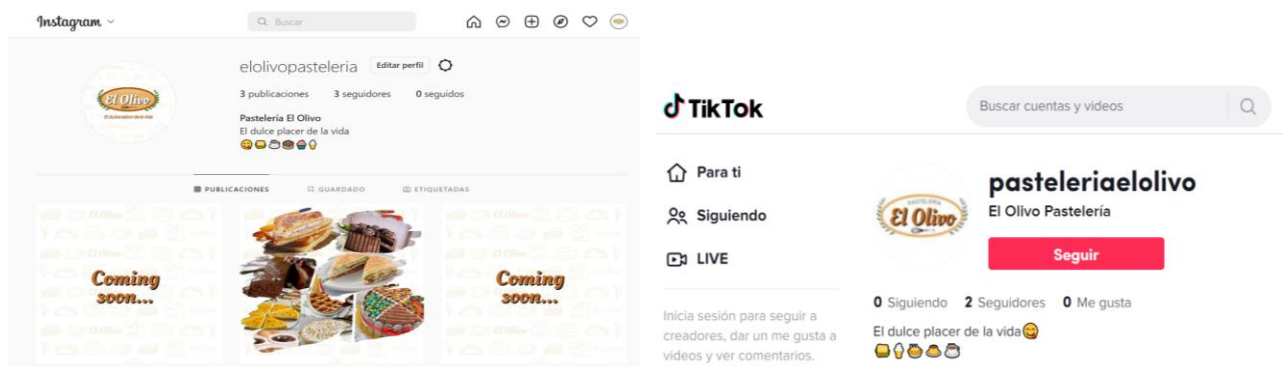 Instagram
Buscar
elolivopasteleria Editar perfil
3 publicaciones 3 seguidores 0 seguidos
Pastelería El Olivo
El dulce placer de la vida
El Olivo
PUBLICACIONES GUARDADO ETIQUETADAS
Coming
soon...
Coming
soon...
TikTok
Buscar cuentas y videos
Para ti
Siguiendo
LIVE
Inicia sesión para seguir a
creadores, dar un me gusta a
videos y ver comentarios.
PASTELERIA
El Olivo
pasteleriaelolivo
El Olivo Pastelería
Seguir
0 Siguiendo 2 Seguidores 0 Me gusta
El dulce placer de la vida